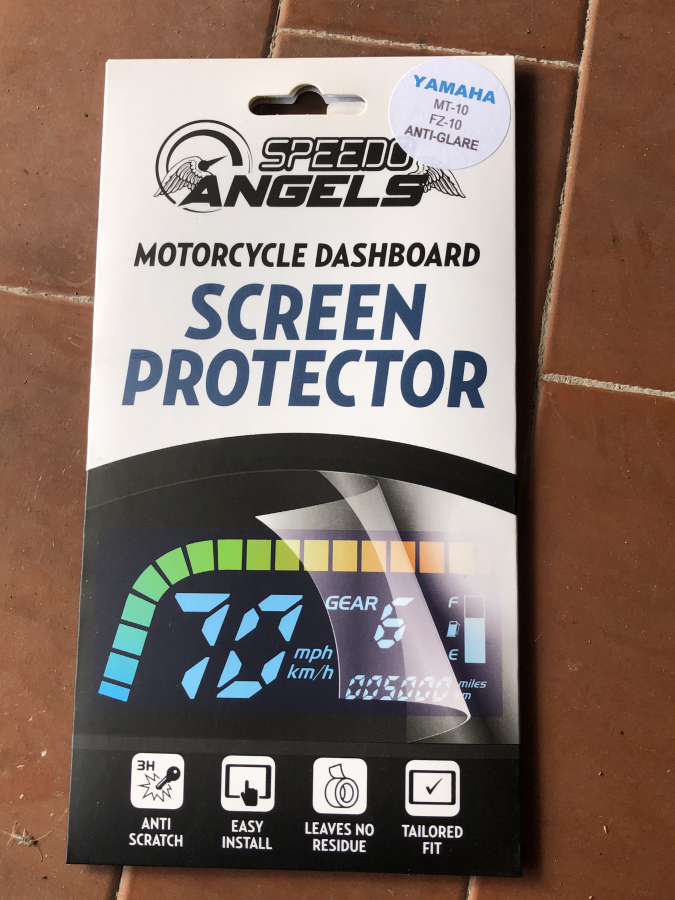 YAMAHA
MT-10
FZ-10
ANTI-GLARE
SPEEDO
ANGELS
MOTORCYCLE DASHBOARD
SCREEN
PROTECTOR
70
mph
km/h
GEAR 6
F
E
005000 miles
km
3H
ANTI
SCRATCH
EASY
INSTALL
LEAVES NO
RESIDUE
TAILORED
FIT